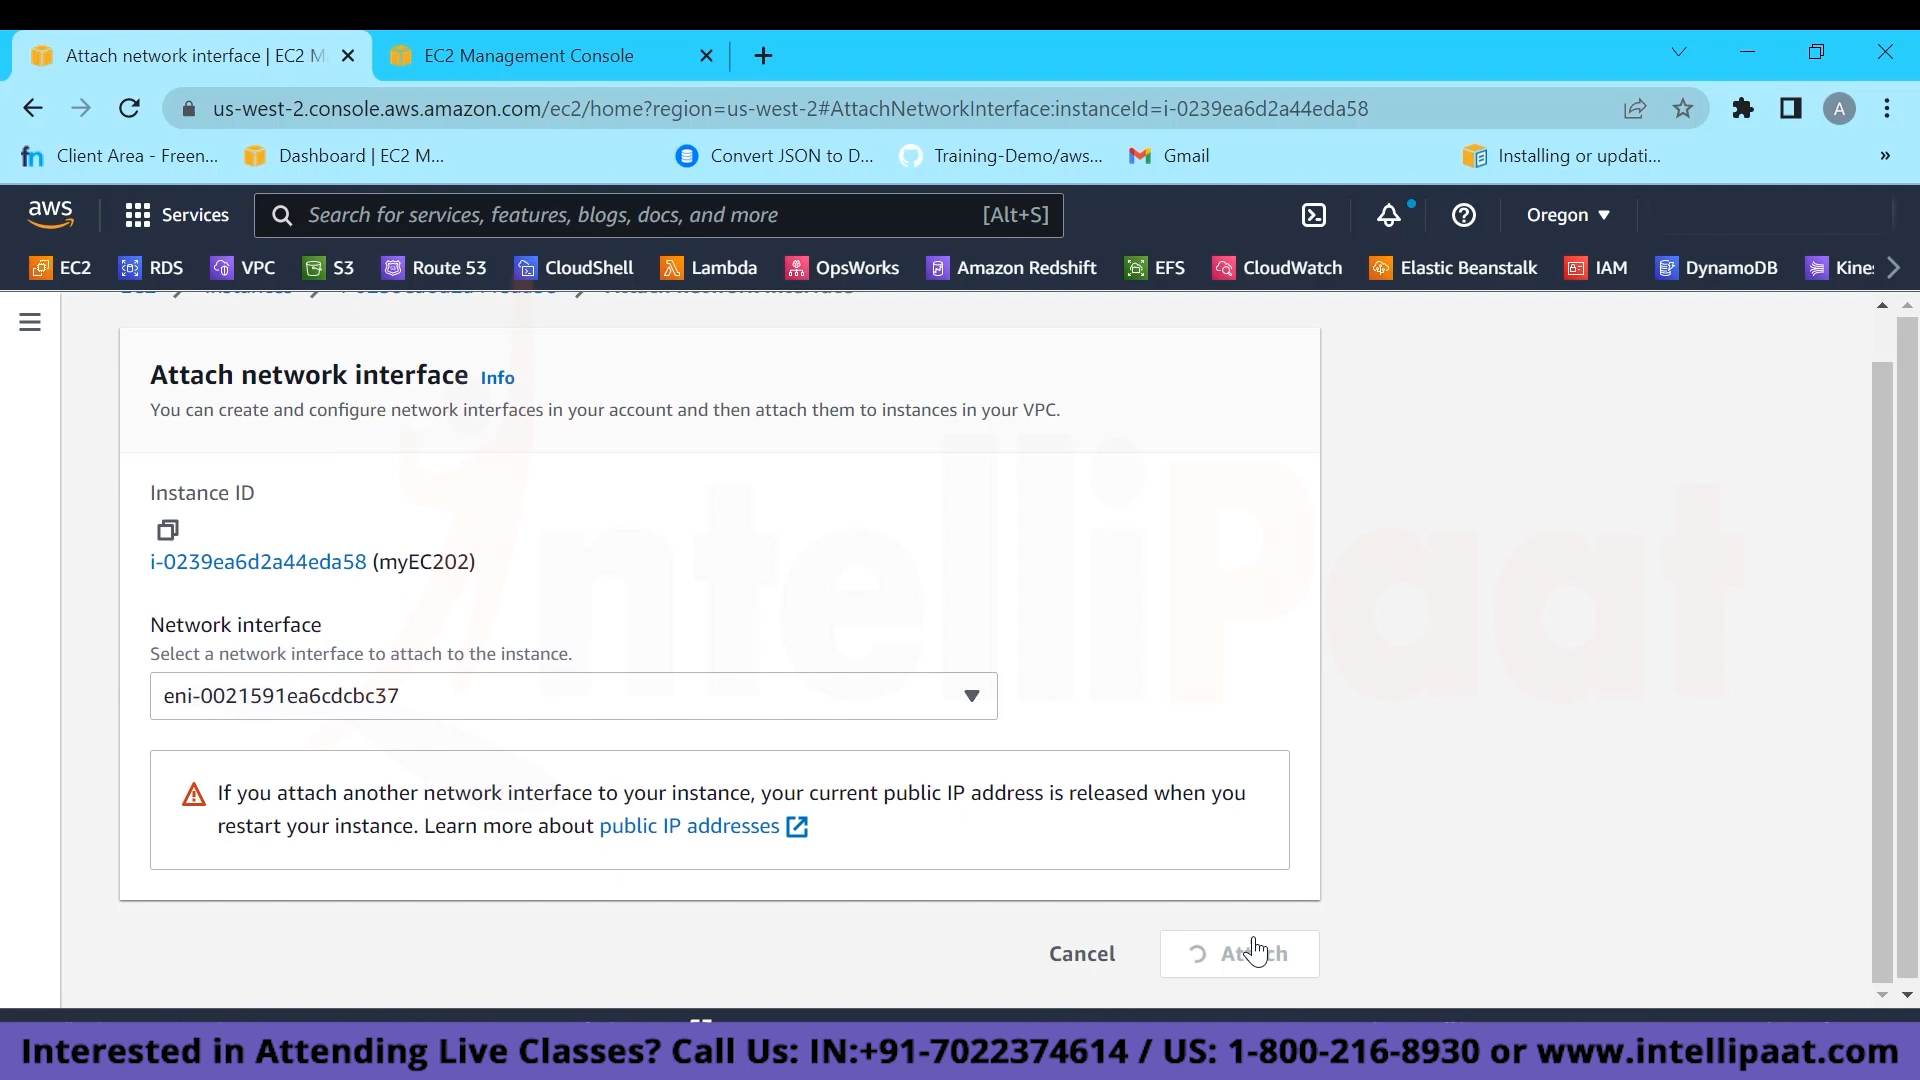 Attach network interface | EC2 M
EC2 Management Console
us-west-2.console.aws.amazon.com/ec2/home?region=us-west-2#AttachNetworkInterface:instanceId=i-0239ea6d2a44eda58
A
fn Client Area - Freen...
Dashboard | EC2 M...
Convert JSON to D...
Training-Demo/aws...
Gmail
Installing or updati...
»
aws
Services
Search for services, features, blogs, docs, and more [Alt+S]
Oregon
EC2
RDS
VPC
S3
Route 53
CloudShell
Lambda
OpsWorks
Amazon Redshift
EFS
CloudWatch
Elastic Beanstalk
IAM
DynamoDB
Kines
Attach network interface Info
You can create and configure network interfaces in your account and then attach them to instances in your VPC.
Instance ID
i-0239ea6d2a44eda58 (myEC202)
Network interface
Select a network interface to attach to the instance.
eni-0021591ea6cdcbc37
If you attach another network interface to your instance, your current public IP address is released when you
restart your instance. Learn more about public IP addresses
Cancel
Attach
intelliPaat
Interested in Attending Live Classes? Call Us: IN:+91-7022374614 / US: 1-800-216-8930 or www.intellipaat.com